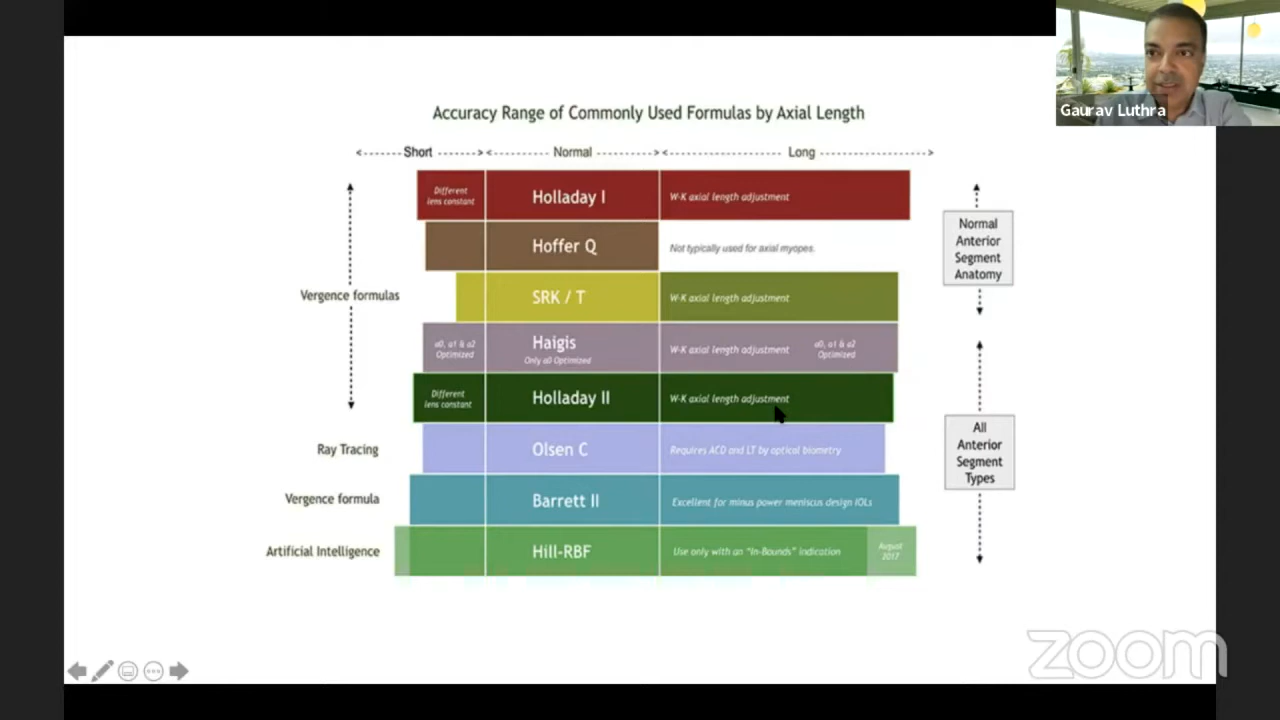 Gaurav Luthra
Accuracy Range of Commonly Used Formulas by Axial Length
Short
Normal
Long
Different
lens constant
Holladay I
W-K axial length adjustment
Hoffer Q
Not typically used for axial myopes.
Vergence formulas
SRK / T
W-K axial length adjustment
a0, a1 & a2
Optimized
Haigis
Only a0 Optimized
W-K axial length adjustment
a0, a1 & a2
Optimized
Different
lens constant
Holladay II
W-K axial length adjustment
Ray Tracing
Olsen C
Requires ACD and LT by optical biometry
Vergence formula
Barrett II
Excellent for minus power meniscus design IOLs
Artificial Intelligence
Hill-RBF
Use only with an "In-Bounds" indication
August
2017
Normal
Anterior
Segment
Anatomy
All
Anterior
Segment
Types
zoom